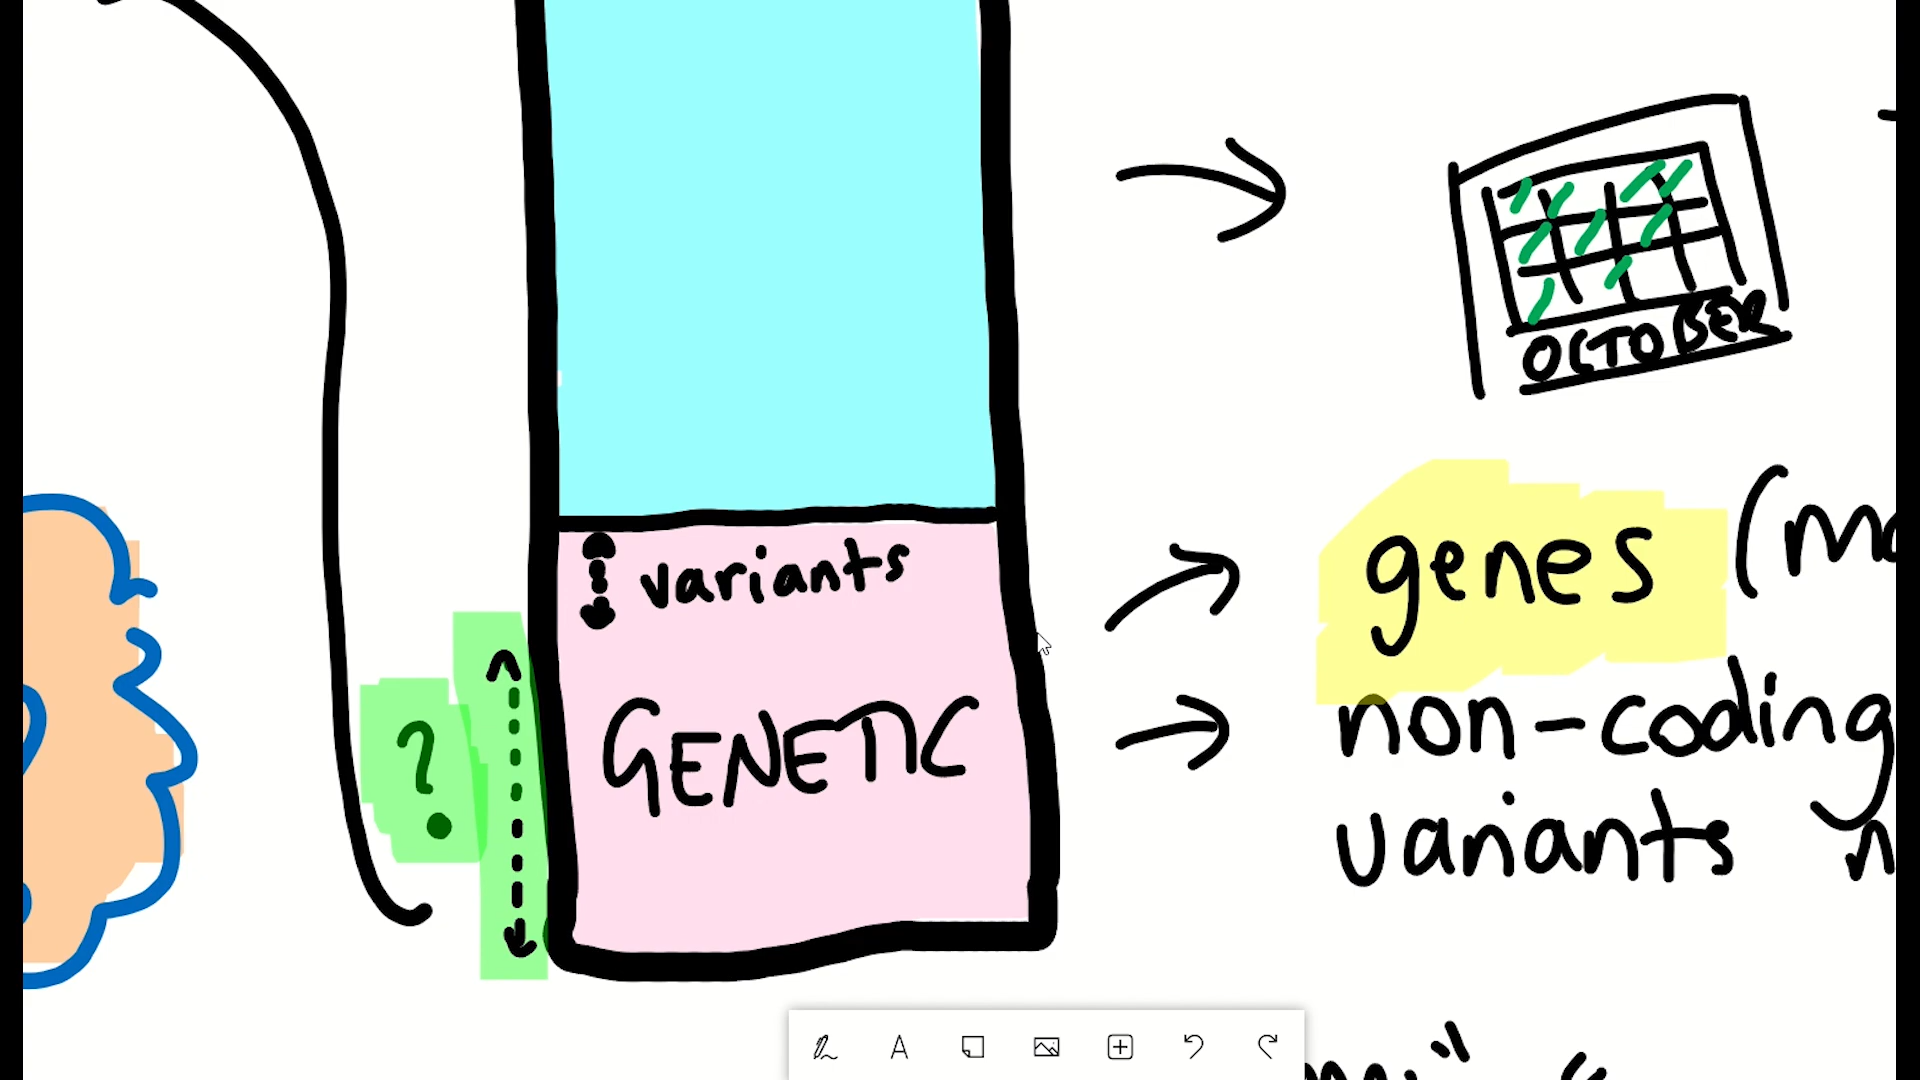 OCTOBER
variants
genes
?
GENETIC
non-coding
variants